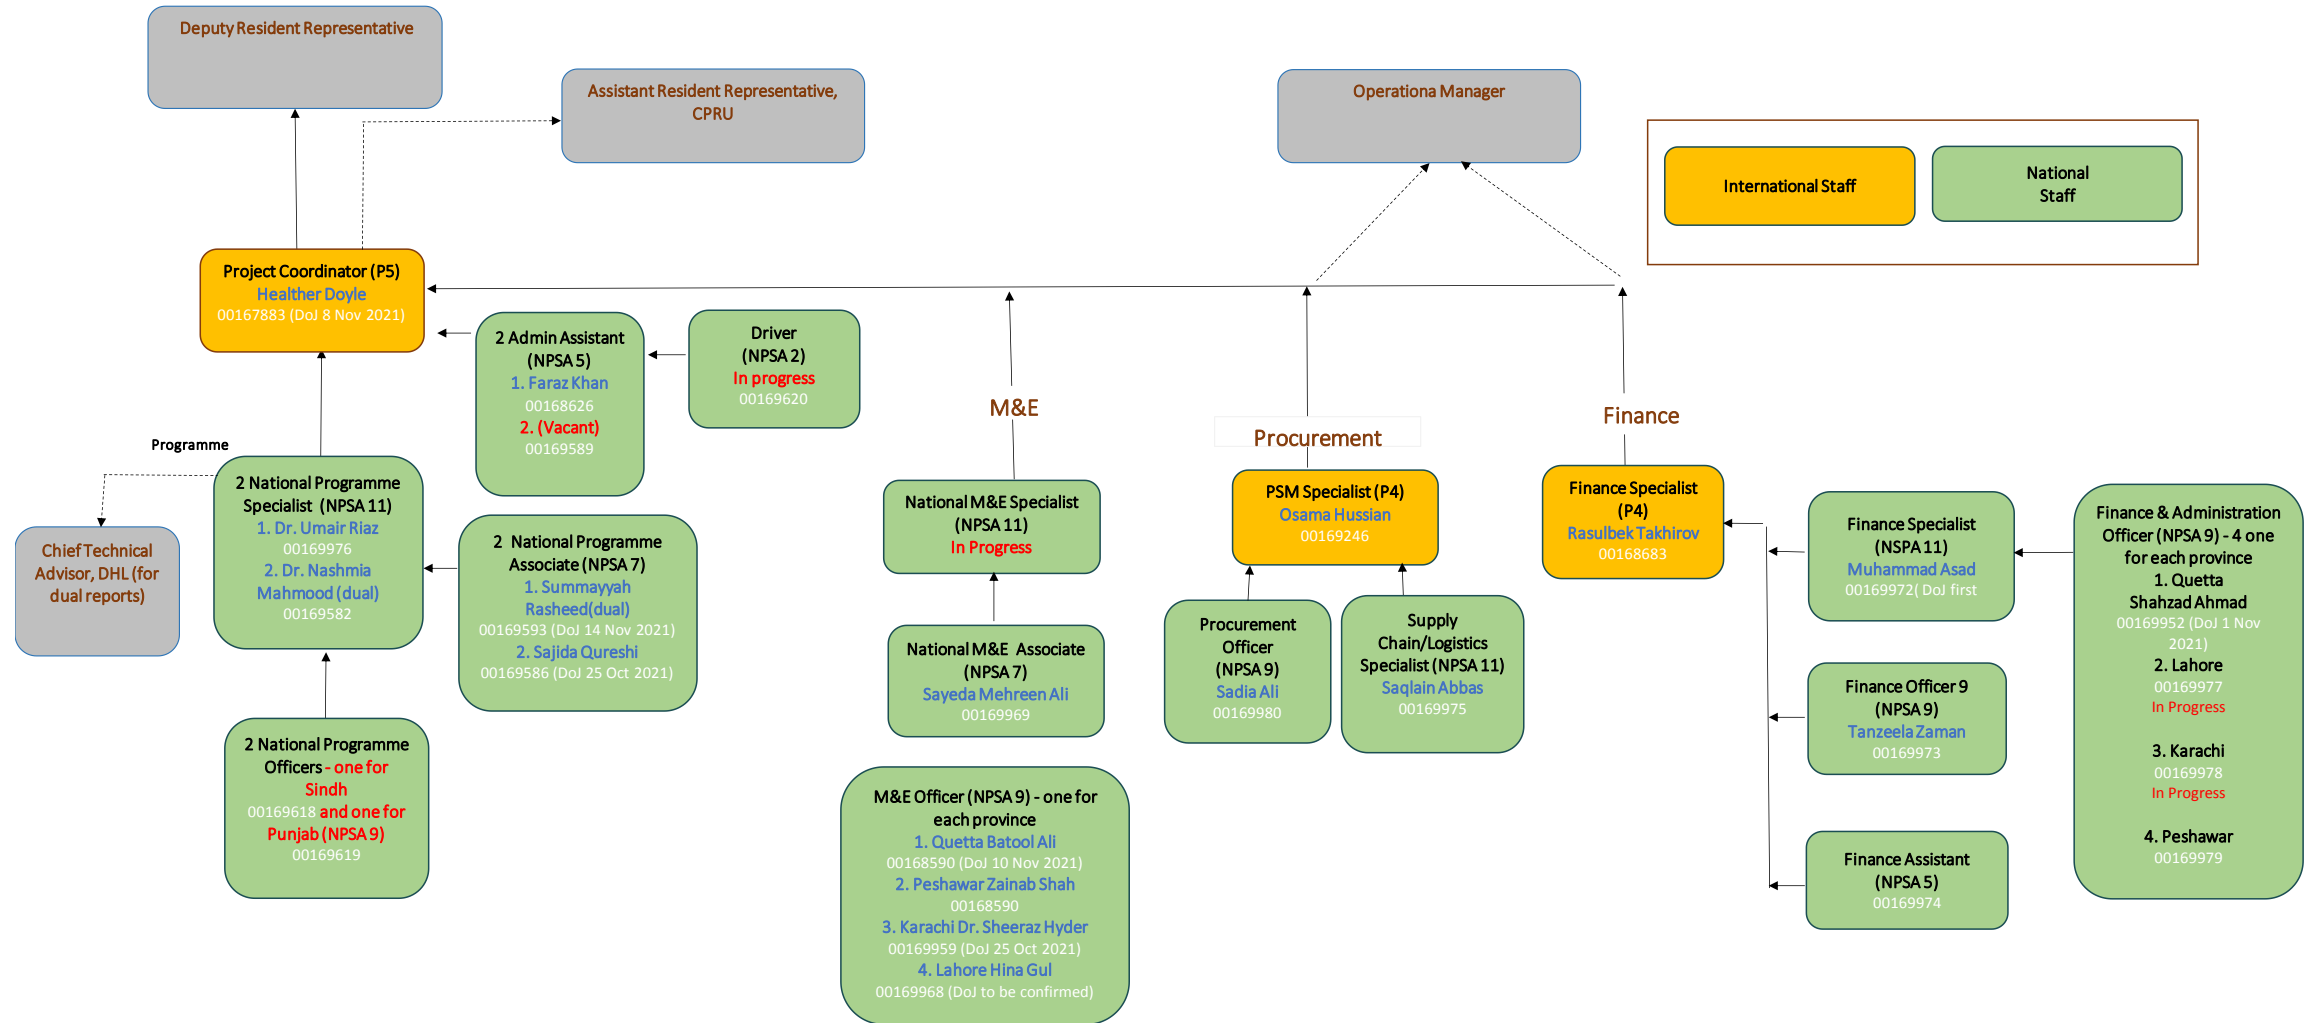 Deputy Resident Representative
Assistant Resident Representative,
CPRU
Operationa Manager
International Staff
National
Staff
Project Coordinator (P5)
Healther Doyle
00167883 (DoJ 8 Nov 2021)
2 Admin Assistant
(NPSA 5)
1. Faraz Khan
00168626
2. (Vacant)
00169589
Driver
(NPSA 2)
In progress
00169620
M&E
Procurement
Finance
Programme
2 National Programme
Specialist (NPSA 11)
1. Dr. Umair Riaz
00169976
2. Dr. Nashmia
Mahmood (dual)
00169582
Chief Technical
Advisor, DHL (for
dual reports)
2 National Programme
Associate (NPSA 7)
1. Summayyah
Rasheed(dual)
00169593 (DoJ 14 Nov 2021)
2. Sajida Qureshi
00169586 (DoJ 25 Oct 2021)
2 National Programme
Officers - one for
Sindh
00169618 and one for
Punjab (NPSA 9)
00169619
National M&E Specialist
(NPSA 11)
In Progress
National M&E Associate
(NPSA 7)
Sayeda Mehreen Ali
00169969
M&E Officer (NPSA 9) - one for
each province
1. Quetta Batool Ali
00168590 (DoJ 10 Nov 2021)
2. Peshawar Zainab Shah
00168590
3. Karachi Dr. Sheeraz Hyder
00169959 (DoJ 25 Oct 2021)
4. Lahore Hina Gul
00169968 (DoJ to be confirmed)
PSM Specialist (P4)
Osama Hussian
00169246
Procurement
Officer
(NPSA 9)
Sadia Ali
00169980
Supply
Chain/Logistics
Specialist (NPSA 11)
Saqlain Abbas
00169975
Finance Specialist
(P4)
Rasulbek Takhirov
00168683
Finance Specialist
(NSPA 11)
Muhammad Asad
00169972( DoJ first
Finance Officer 9
(NPSA 9)
Tanzeela Zaman
00169973
Finance Assistant
(NPSA 5)
00169974
Finance & Administration
Officer (NPSA 9) - 4 one
for each province
1. Quetta
Shahzad Ahmad
00169952 (DoJ 1 Nov
2021)
2. Lahore
00169977
In Progress
3. Karachi
00169978
In Progress
4. Peshawar
00169979